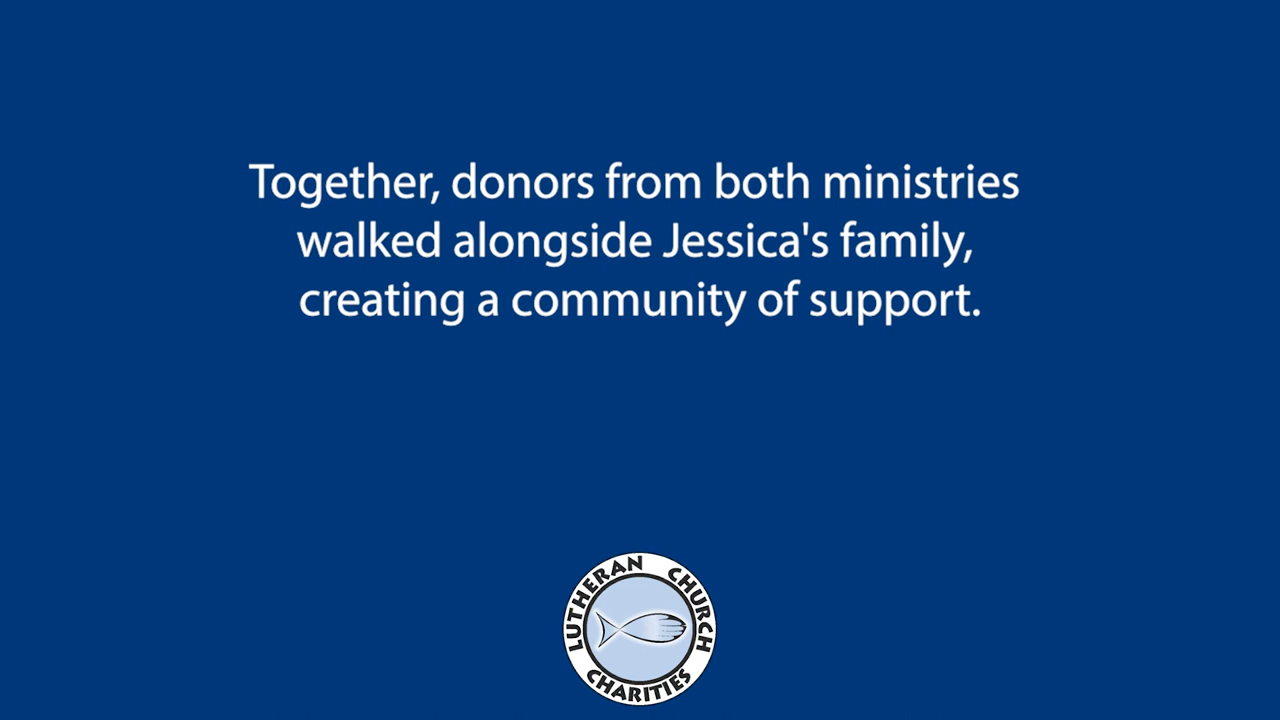 Together, donors from both ministries
walked alongside Jessica's family,
creating a community of support.
LUTHERAN CHURCH
CHARITIES